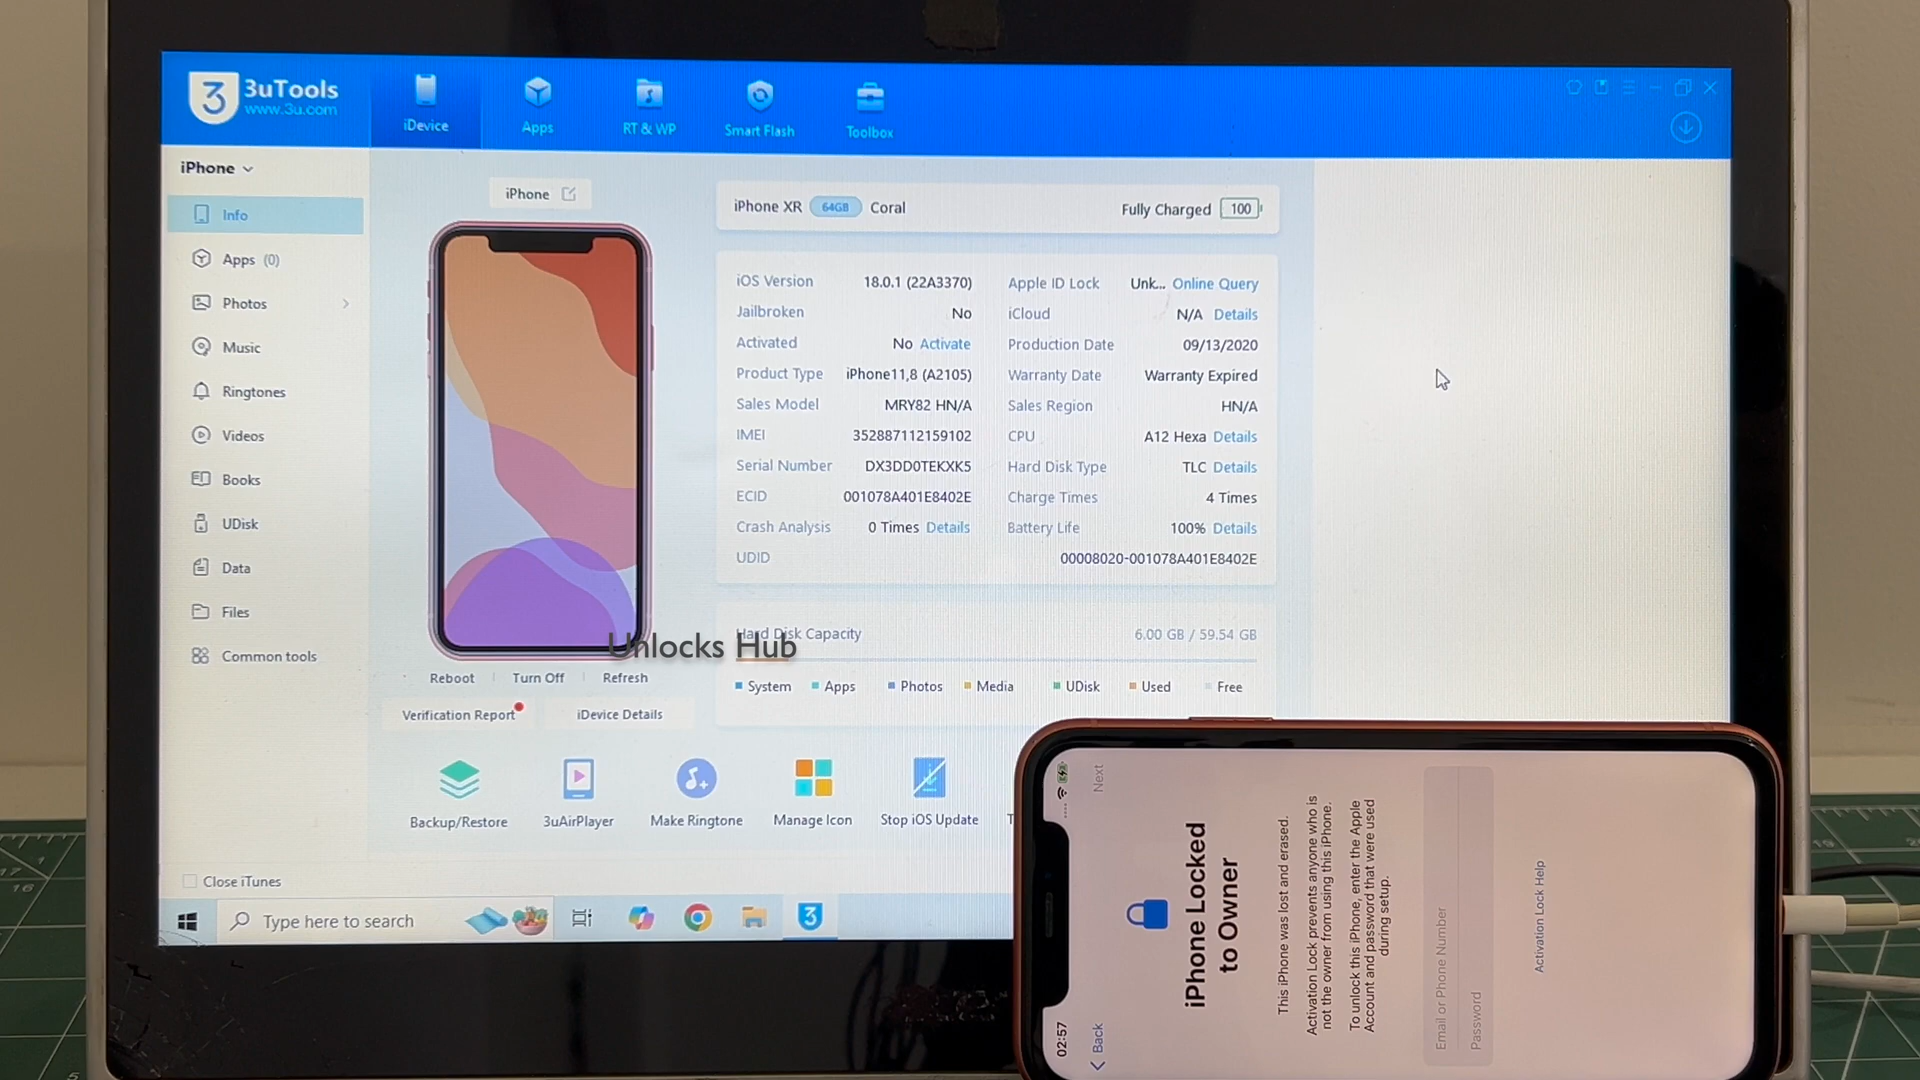 3uTools
www.3u.com
iDevice
Apps
RT & WP
Smart Flash
Toolbox
iPhone
Info
Apps (0)
Photos
Music
Ringtones
Videos
Books
UDisk
Data
Files
Common tools
Close iTunes
iPhone
Reboot
Turn Off
Refresh
Verification Report
iDevice Details
iPhone XR 64GB Coral
Fully Charged 100
iOS Version 18.0.1 (22A3370)
Jailbroken No
Activated No Activate
Product Type iPhone11,8 (A2105)
Sales Model MRY82 HN/A
IMEI 352887112159102
Serial Number DX3DD0TEKXK5
ECID 001078A401E8402E
Crash Analysis 0 Times Details
UDID 00008020-001078A401E8402E
Apple ID Lock Unk... Online Query
iCloud N/A Details
Production Date 09/13/2020
Warranty Date Warranty Expired
Sales Region HN/A
CPU A12 Hexa Details
Hard Disk Type TLC Details
Charge Times 4 Times
Battery Life 100% Details
Hard Disk Capacity 6.00 GB / 59.54 GB
Unlocks Hub
System Apps Photos Media UDisk Used Free
Backup/Restore
3uAirPlayer
Make Ringtone
Manage Icon
Stop iOS Update
Type here to search
02:57
Back
Next
iPhone Locked
to Owner
This iPhone was lost and erased.
Activation Lock prevents anyone who is
not the owner from using this iPhone.
To unlock this iPhone, enter the Apple
Account and password that were used
during setup.
Email or Phone Number
Password
Activation Lock Help